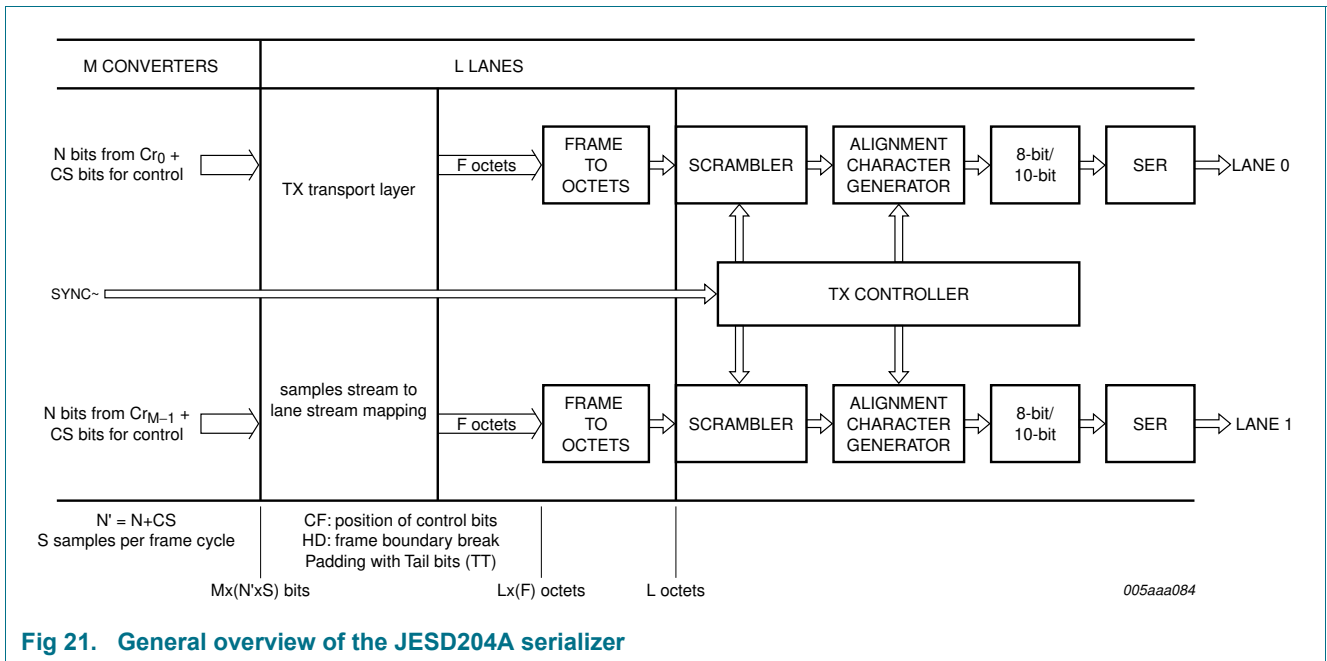 M CONVERTERS
L LANES
N bits from Cr0 +
CS bits for control
TX transport layer
F octets
FRAME
TO
OCTETS
SCRAMBLER
ALIGNMENT
CHARACTER
GENERATOR
8-bit/
10-bit
SER
LANE 0
SYNC~
TX CONTROLLER
N bits from CrM−1 +
CS bits for control
samples stream to
lane stream mapping
F octets
FRAME
TO
OCTETS
SCRAMBLER
ALIGNMENT
CHARACTER
GENERATOR
8-bit/
10-bit
SER
LANE 1
N' = N+CS
S samples per frame cycle
CF: position of control bits
HD: frame boundary break
Padding with Tail bits (TT)
Mx(N'xS) bits
Lx(F) octets
L octets
005aaa084
Fig 21. General overview of the JESD204A serializer